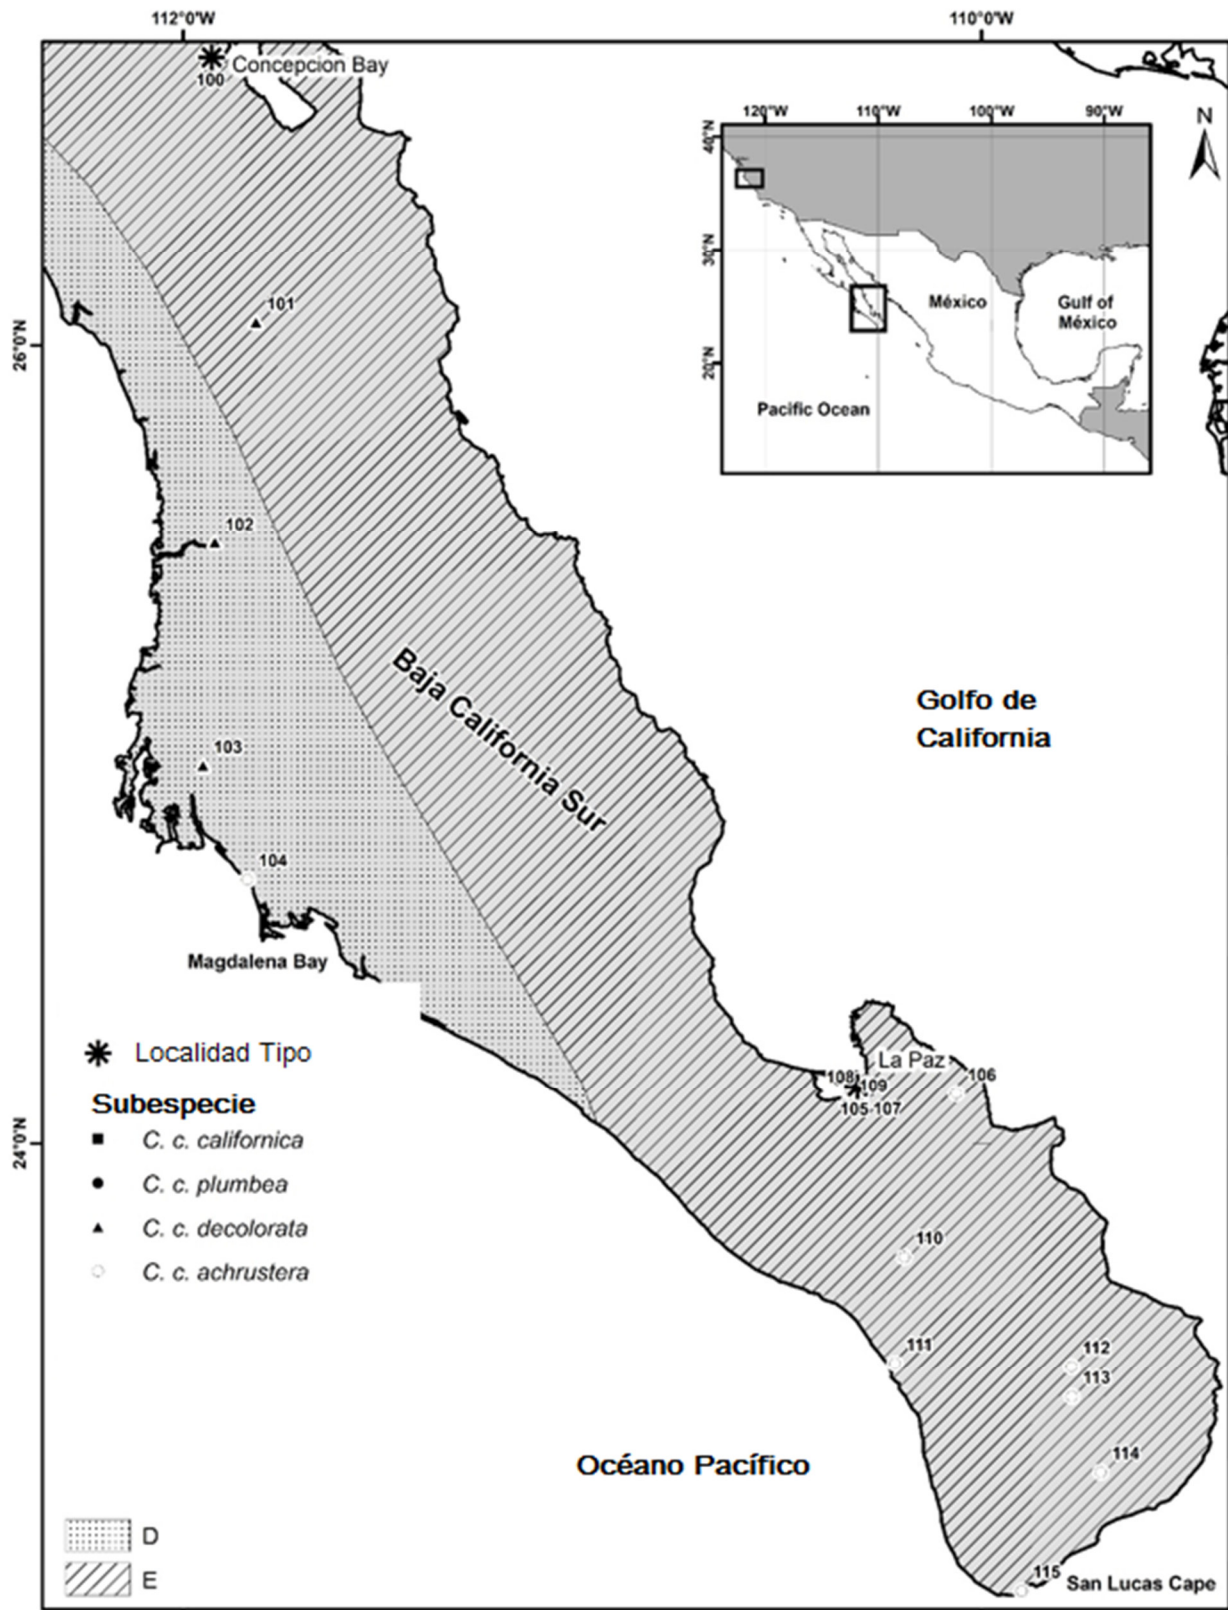 112°0'W
110°0'W
Concepcion Bay
100
120°W
110°W
100°W
90°W
N
40°N
30°N
20°N
México
Gulf of
México
Pacific Ocean
101
26°0'N
102
Baja California Sur
Golfo de
California
103
104
Magdalena Bay
Localidad Tipo
La Paz
108
109
106
105
107
Subespecie
24°0'N
C. c. californica
C. c. plumbea
C. c. decolorata
C. c. achrustera
110
111
112
113
114
Océano Pacífico
D
E
115
San Lucas Cape